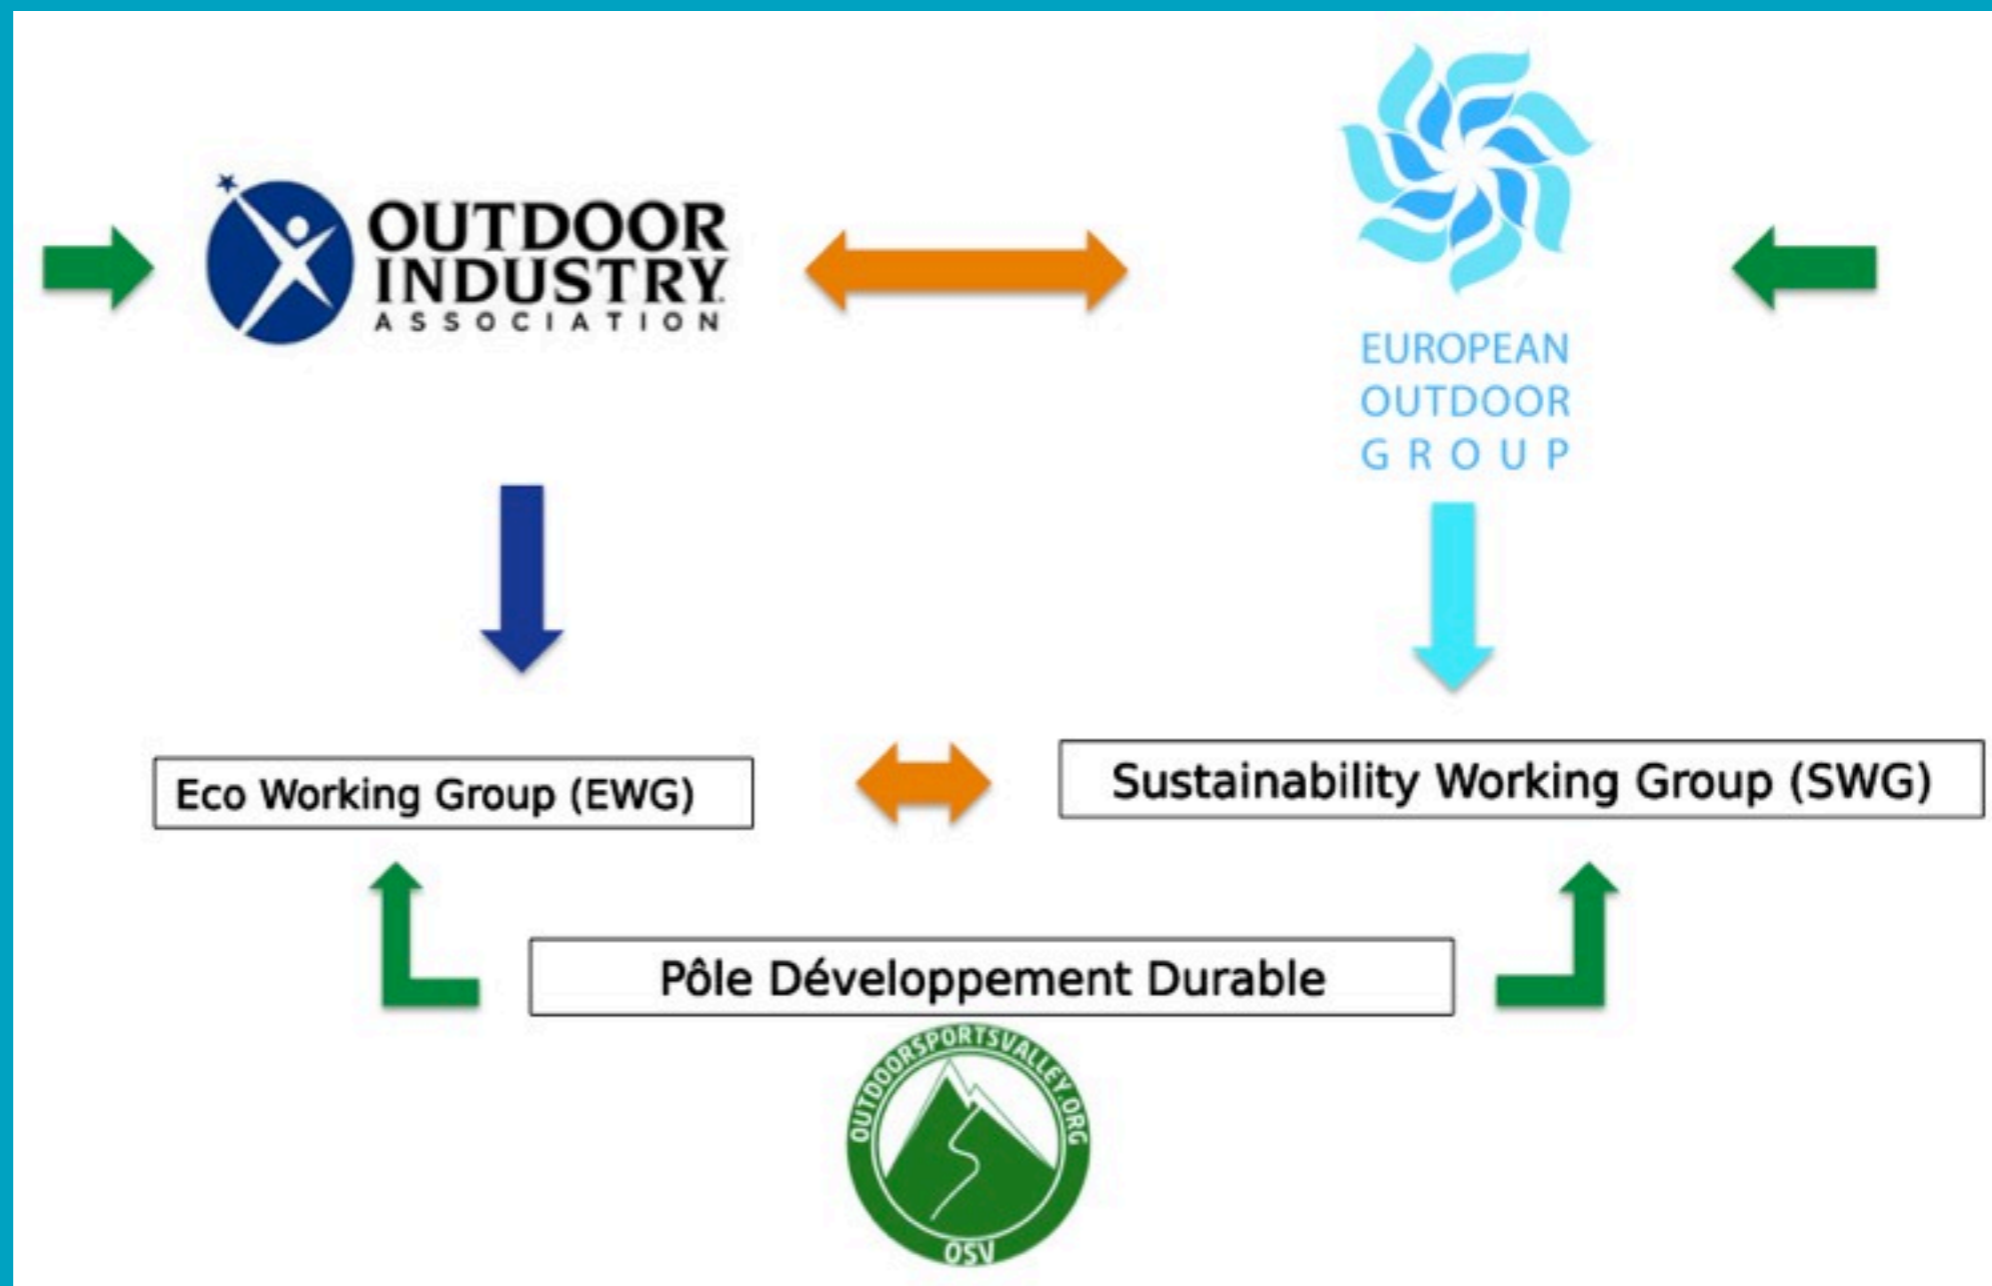 OUTDOOR
INDUSTRY
ASSOCIATION
EUROPEAN
OUTDOOR
GROUP
Eco Working Group (EWG)
Sustainability Working Group (SWG)
Pôle Développement Durable
OUTDOORSPORTSVALLEY.ORG
OSV